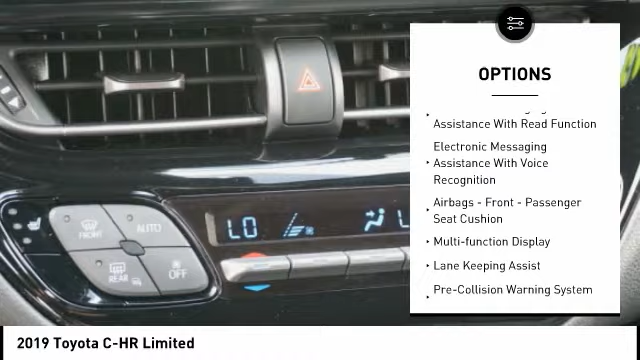 OPTIONS
Assistance With Read Function
Electronic Messaging
Assistance With Voice
Recognition
Airbags - Front - Passenger
Seat Cushion
Multi-function Display
Lane Keeping Assist
Pre-Collision Warning System
LO
L
FRONT
AUTO
REAR
OFF
2019 Toyota C-HR Limited